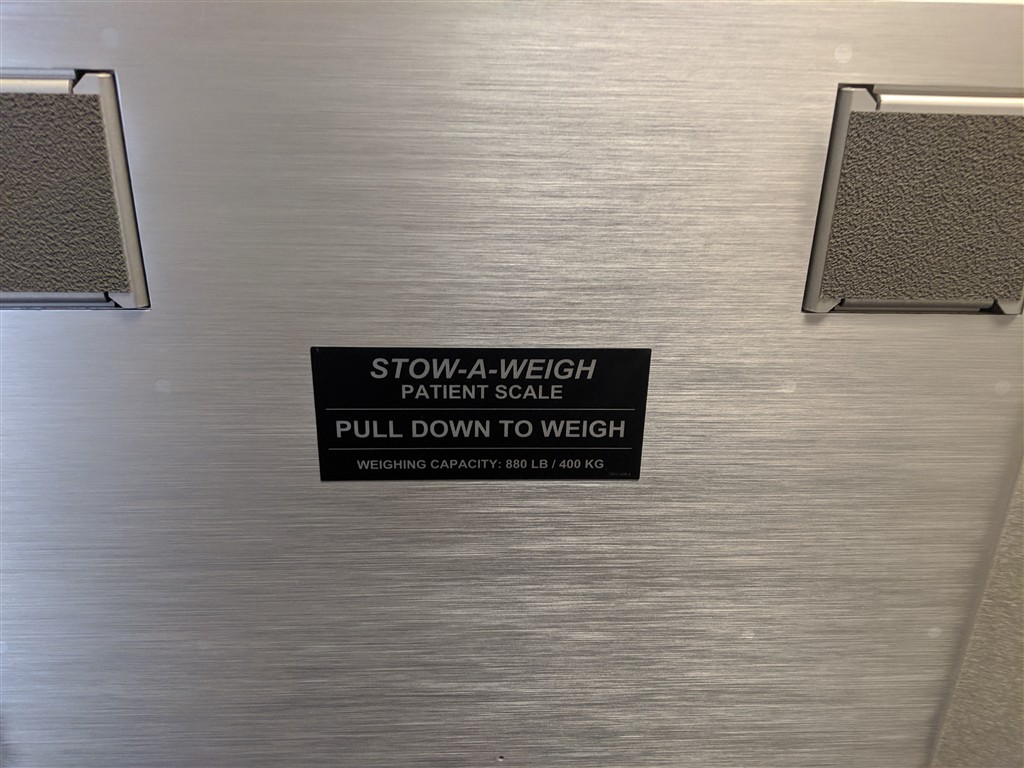 STOW-A-WEIGH
PATIENT SCALE
PULL DOWN TO WEIGH
WEIGHING CAPACITY: 880 LB / 400 KG